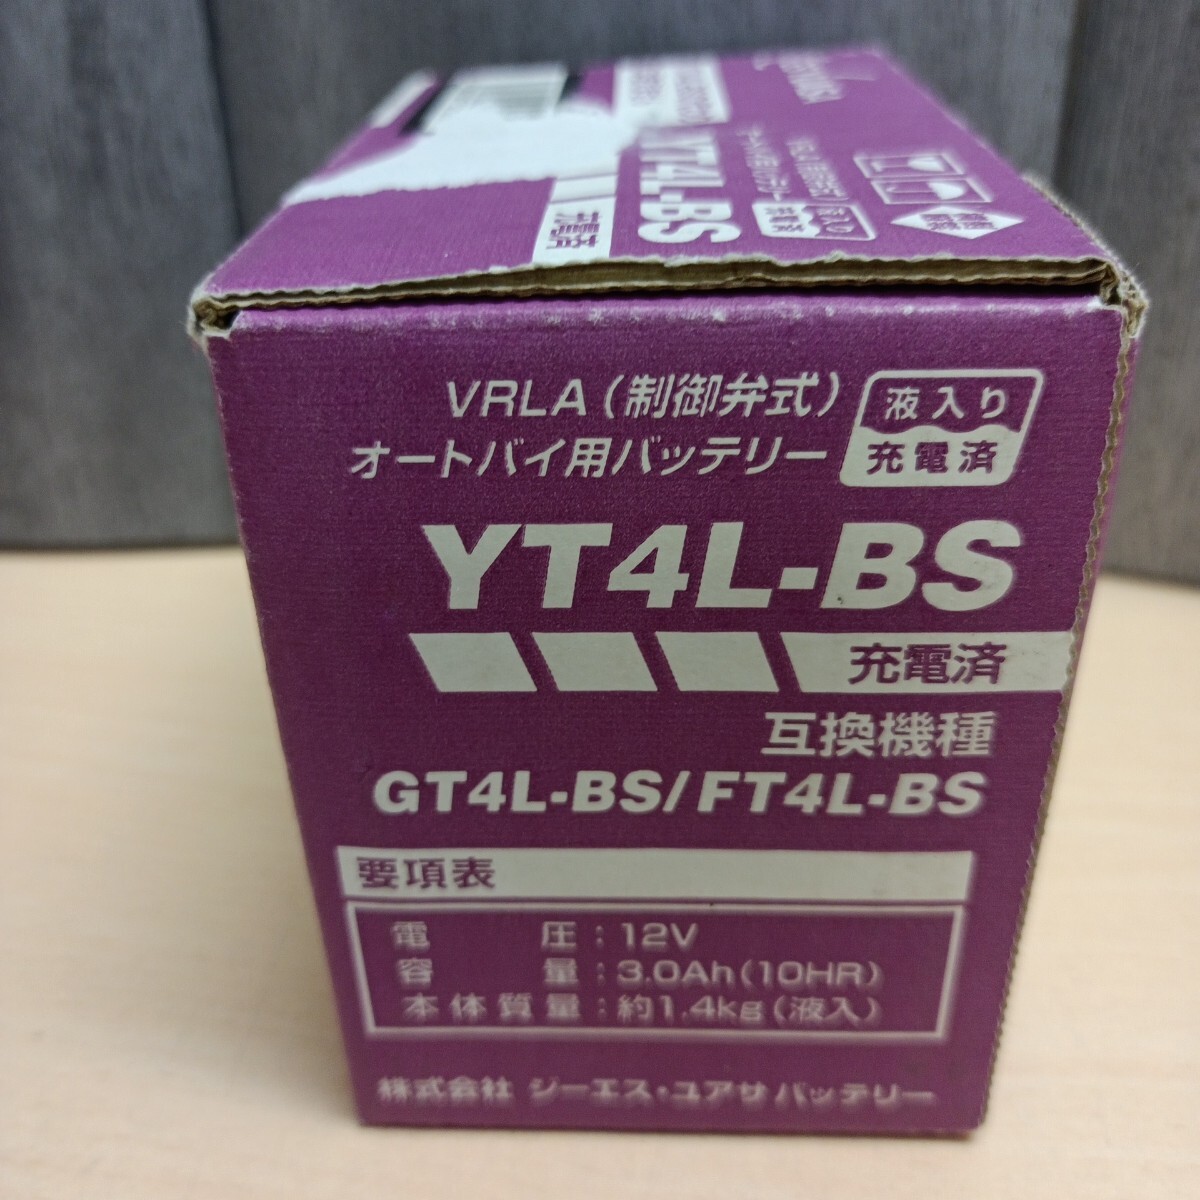 YT4L-BS
VRLA(制御弁式)
オートバイ用バッテリー
液入り
充電済
YT4L-BS
充電済
互換機種
GT4L-BS/FT4L-BS
要項表
電圧:12V
容量:3.0Ah(10HR)
本体質量:約1.4kg(液入)
株式会社 ジーエス・ユアサ バッテリー